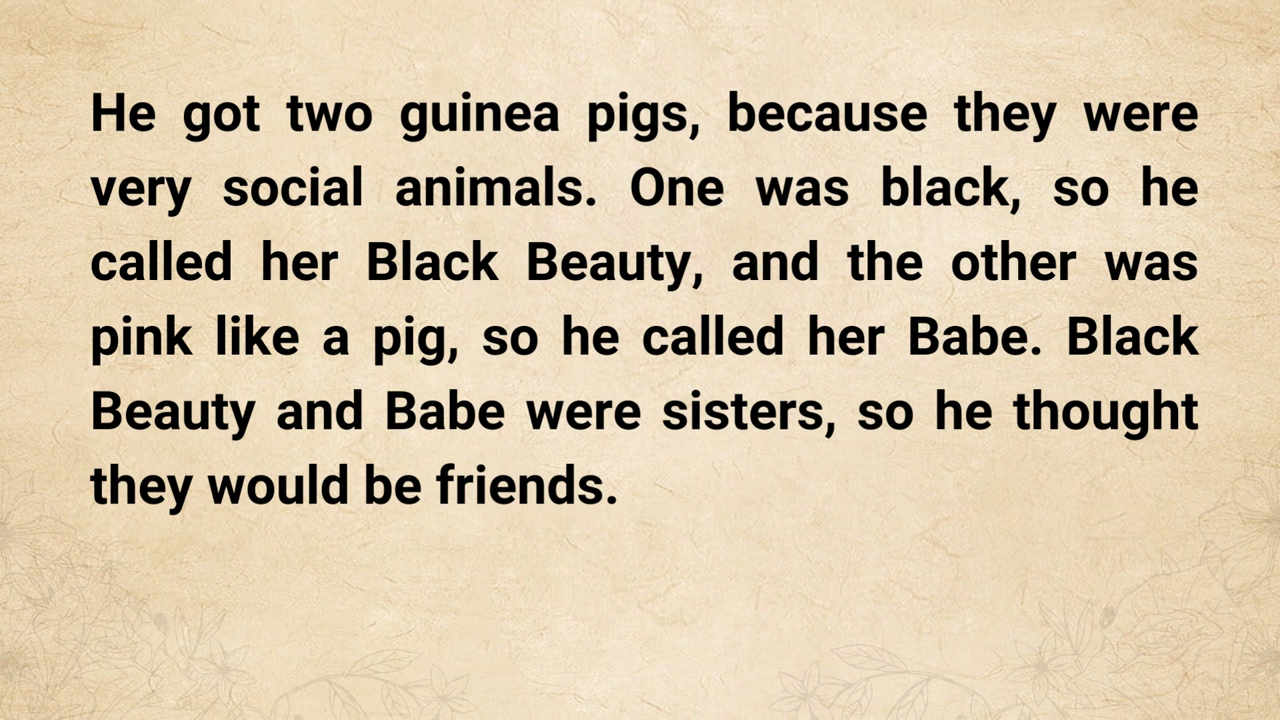 He got two guinea pigs, because they were
very social animals. One was black, so he
called her Black Beauty, and the other was
pink like a pig, so he called her Babe. Black
Beauty and Babe were sisters, so he thought
they would be friends.